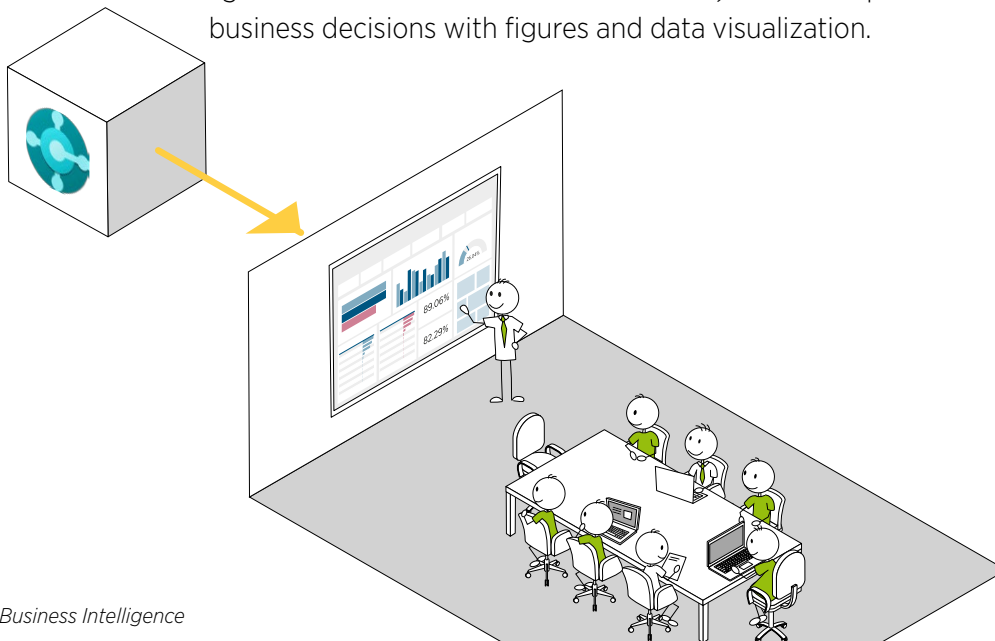 business decisions with figures and data visualization.
89.06%
82.29%
Business Intelligence